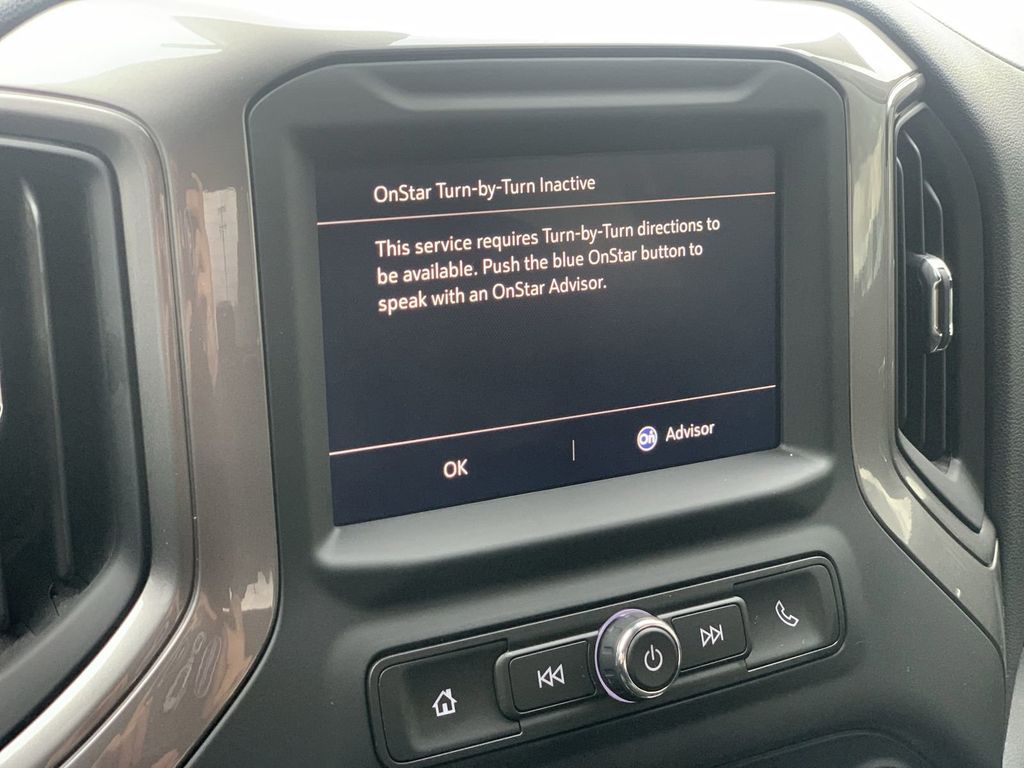 OnStar Turn-by-Turn Inactive
This service requires Turn-by-Turn directions to
be available. Push the blue OnStar button to
speak with an OnStar Advisor.
OK
On Advisor